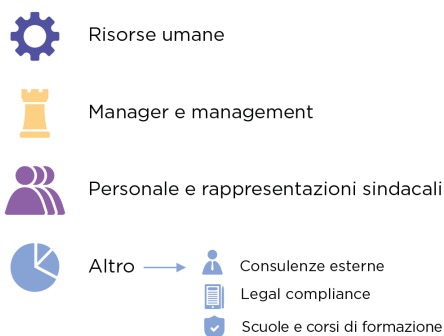 Risorse umane
Manager e management
Personale e rappresentazioni sindacali
Altro
Consulenze esterne
Legal compliance
Scuole e corsi di formazione